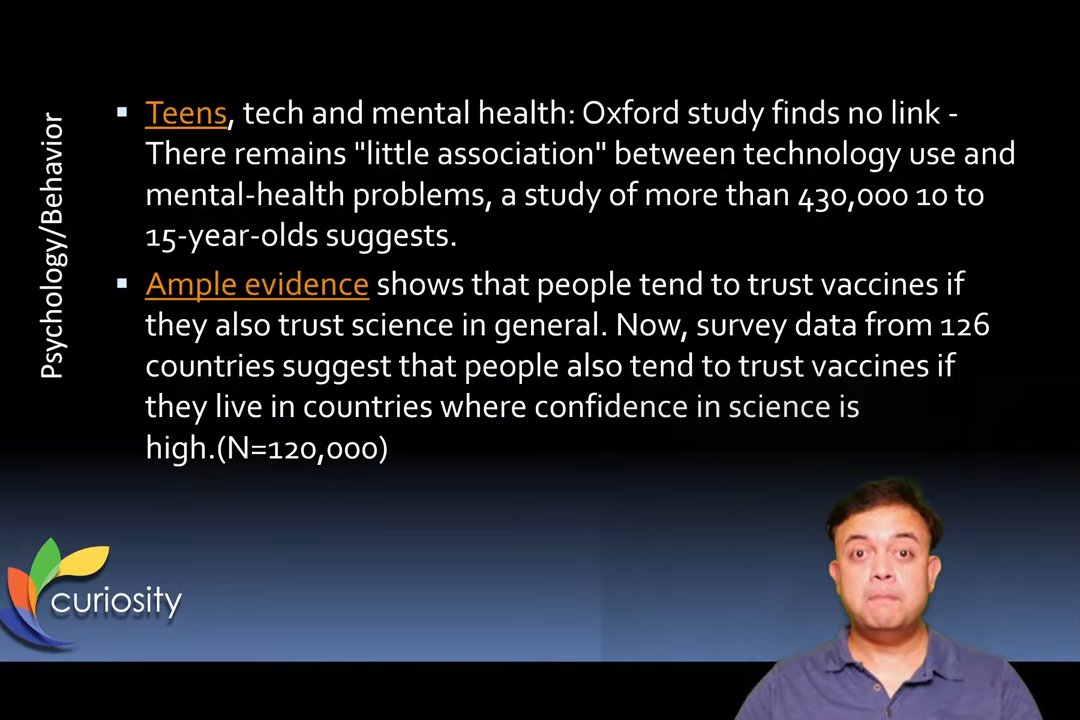 Psychology/Behavior
Teens, tech and mental health: Oxford study finds no link -
There remains "little association" between technology use and
mental-health problems, a study of more than 430,000 10 to
15-year-olds suggests.
Ample evidence shows that people tend to trust vaccines if
they also trust science in general. Now, survey data from 126
countries suggest that people also tend to trust vaccines if
they live in countries where confidence in science is
high.(N=120,000)
curiosity